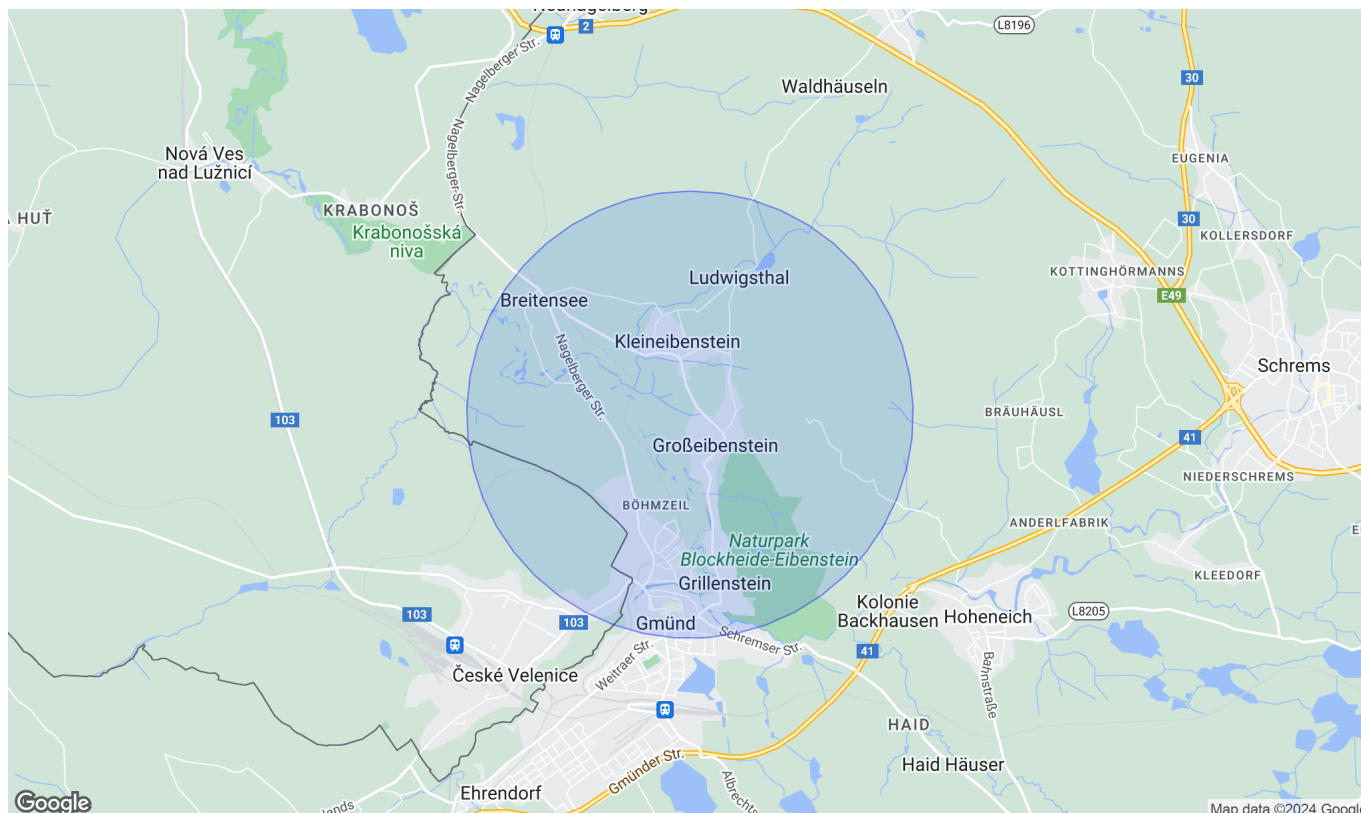 Neunagelberg
2
L8196
Nagelberger Str.
Waldhäuseln
30
Nová Ves
nad Lužnicí
Nagelberger Str.
EUGENIA
KRABONOŠ
HUŤ
30
Krabonošská
niva
KOLLERSDORF
Ludwigsthal
KOTTINGHÖRMANNS
Breitensee
E49
Kleineibenstein
Nagelberger Str.
Schrems
BRÄUHÄUSL
103
41
Großeibenstein
NIEDERSCHREMS
BÖHMZEIL
ANDERLFABRIK
Naturpark
Blockheide-Eibenstein
KLEEDORF
Grillenstein
Kolonie
Backhausen
Hoheneich
L8205
103
103
Gmünd
Schremser Str.
41
Weitraer Str.
České Velenice
Bahnstraße
HAID
Gmünder Str.
Haid Häuser
Ehrendorf
Albrechts
Google
Map data ©2024 Google